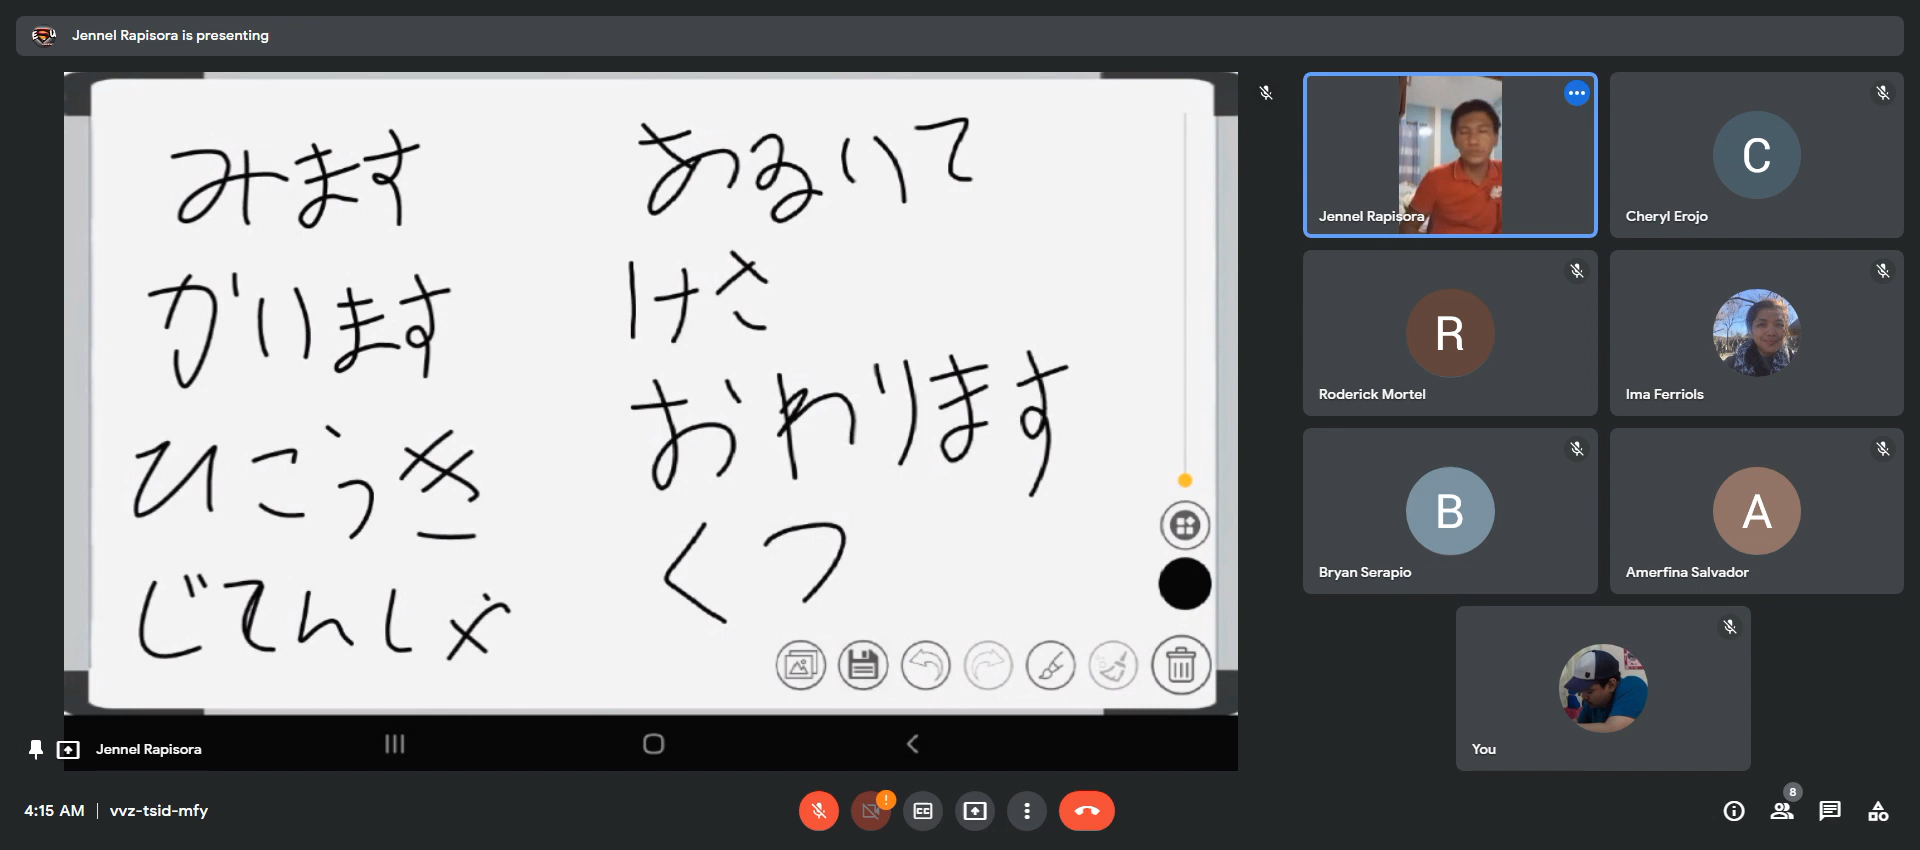 Jennel Rapisora is presenting
みます
かいます
ひこうき
じてんしゃ
あるいて
けさ
おわります
くつ
Jennel Rapisora
Jennel Rapisora
C
Cheryl Erojo
R
Roderick Mortel
Ima Ferriols
B
Bryan Serapio
A
Amerfina Salvador
You
4:15 AM | vvz-tsid-mfy
!
CC
8